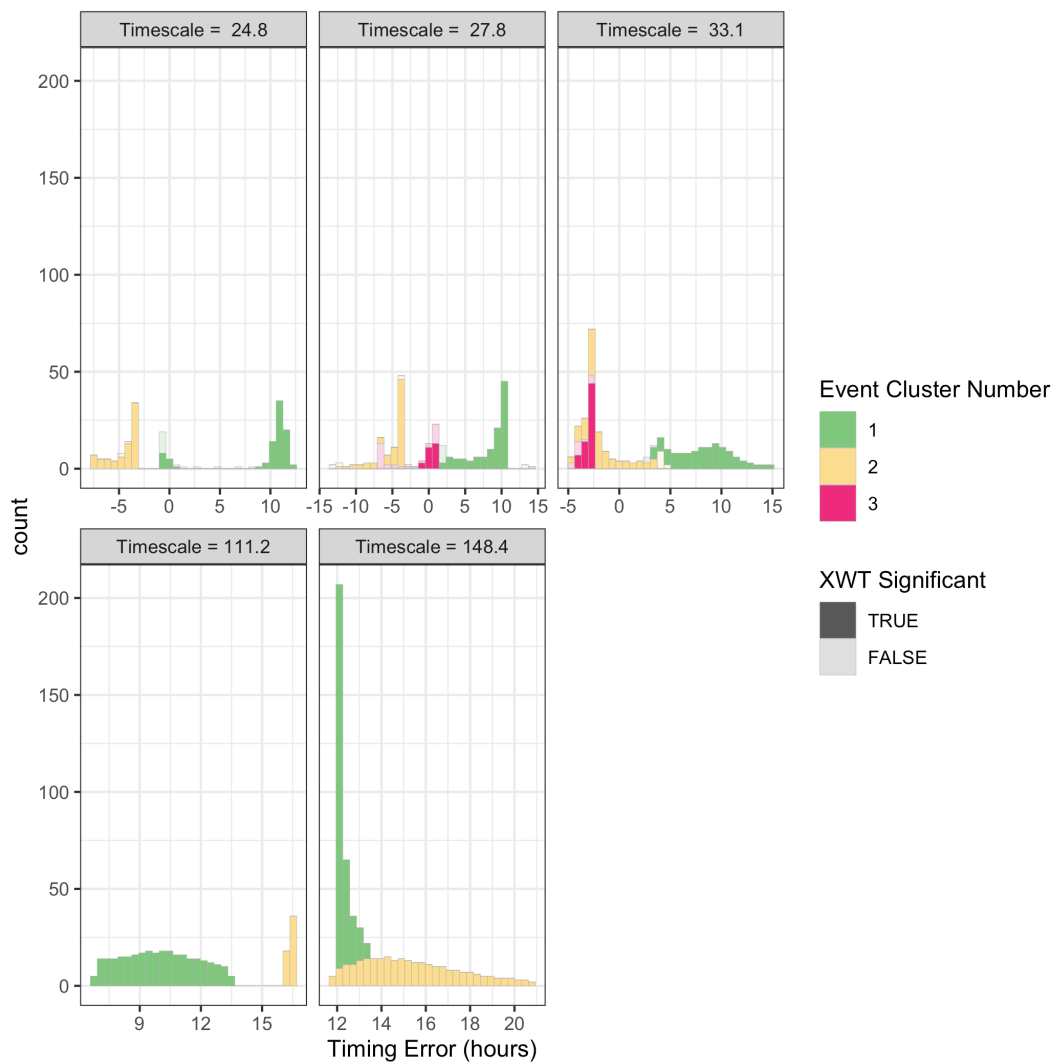 Timescale =  24.8
Timescale =  27.8
Timescale =  33.1
200
150
100
50
0
-5 0 5 10
-15 -10 -5 0 5 10 15
-5 0 5 10 15
count
Timescale = 111.2
Timescale = 148.4
200
150
100
50
0
9 12 15
12 14 16 18 20
Timing Error (hours)
Event Cluster Number
1
2
3
XWT Significant
TRUE
FALSE